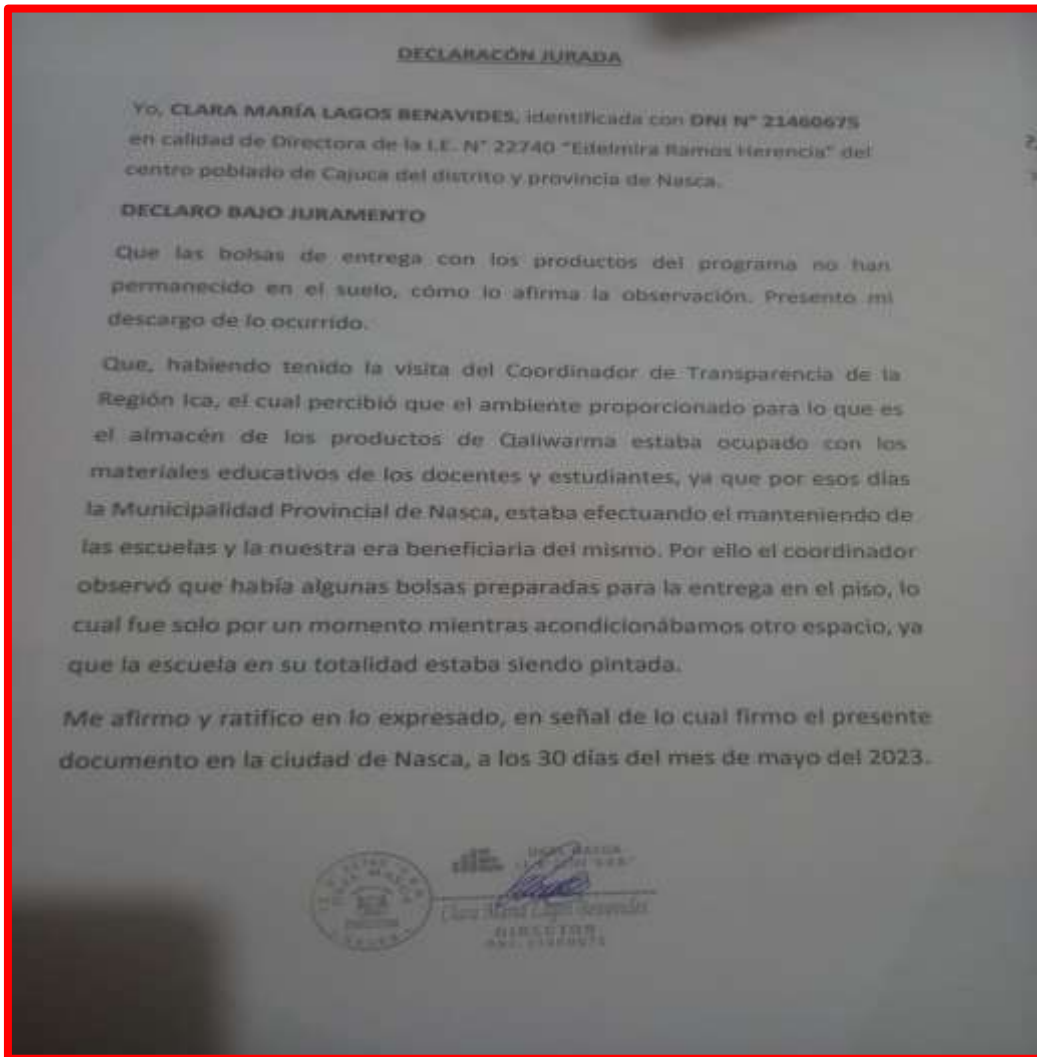 DECLARACÓN JURADA
Yo, CLARA MARÍA LAGOS BENAVIDES, identificada con DNI N° 21460675
en calidad de Directora de la I.E. N° 22740 "Edelmira Ramos Herencia" del
centro poblado de Cajuca del distrito y provincia de Nasca.
DECLARO BAJO JURAMENTO
Que las bolsas de entrega con los productos del programa no han
permanecido en el suelo, cómo lo afirma la observación. Presento mi
descargo de lo ocurrido.
Que, habiendo tenido la visita del Coordinador de Transparencia de la
Región Ica, el cual percibió que el ambiente proporcionado para lo que es
el almacén de los productos de Qaliwarma estaba ocupado con los
materiales educativos de los docentes y estudiantes, ya que por esos días
la Municipalidad Provincial de Nasca, estaba efectuando el manteniendo de
las escuelas y la nuestra era beneficiaria del mismo. Por ello el coordinador
observó que había algunas bolsas preparadas para la entrega en el piso, lo
cual fue solo por un momento mientras acondicionábamos otro espacio, ya
que la escuela en su totalidad estaba siendo pintada.
Me afirmo y ratifico en lo expresado, en señal de lo cual firmo el presente
documento en la ciudad de Nasca, a los 30 días del mes de mayo del 2023.
Clara María Lagos Benavides
DIRECTORA